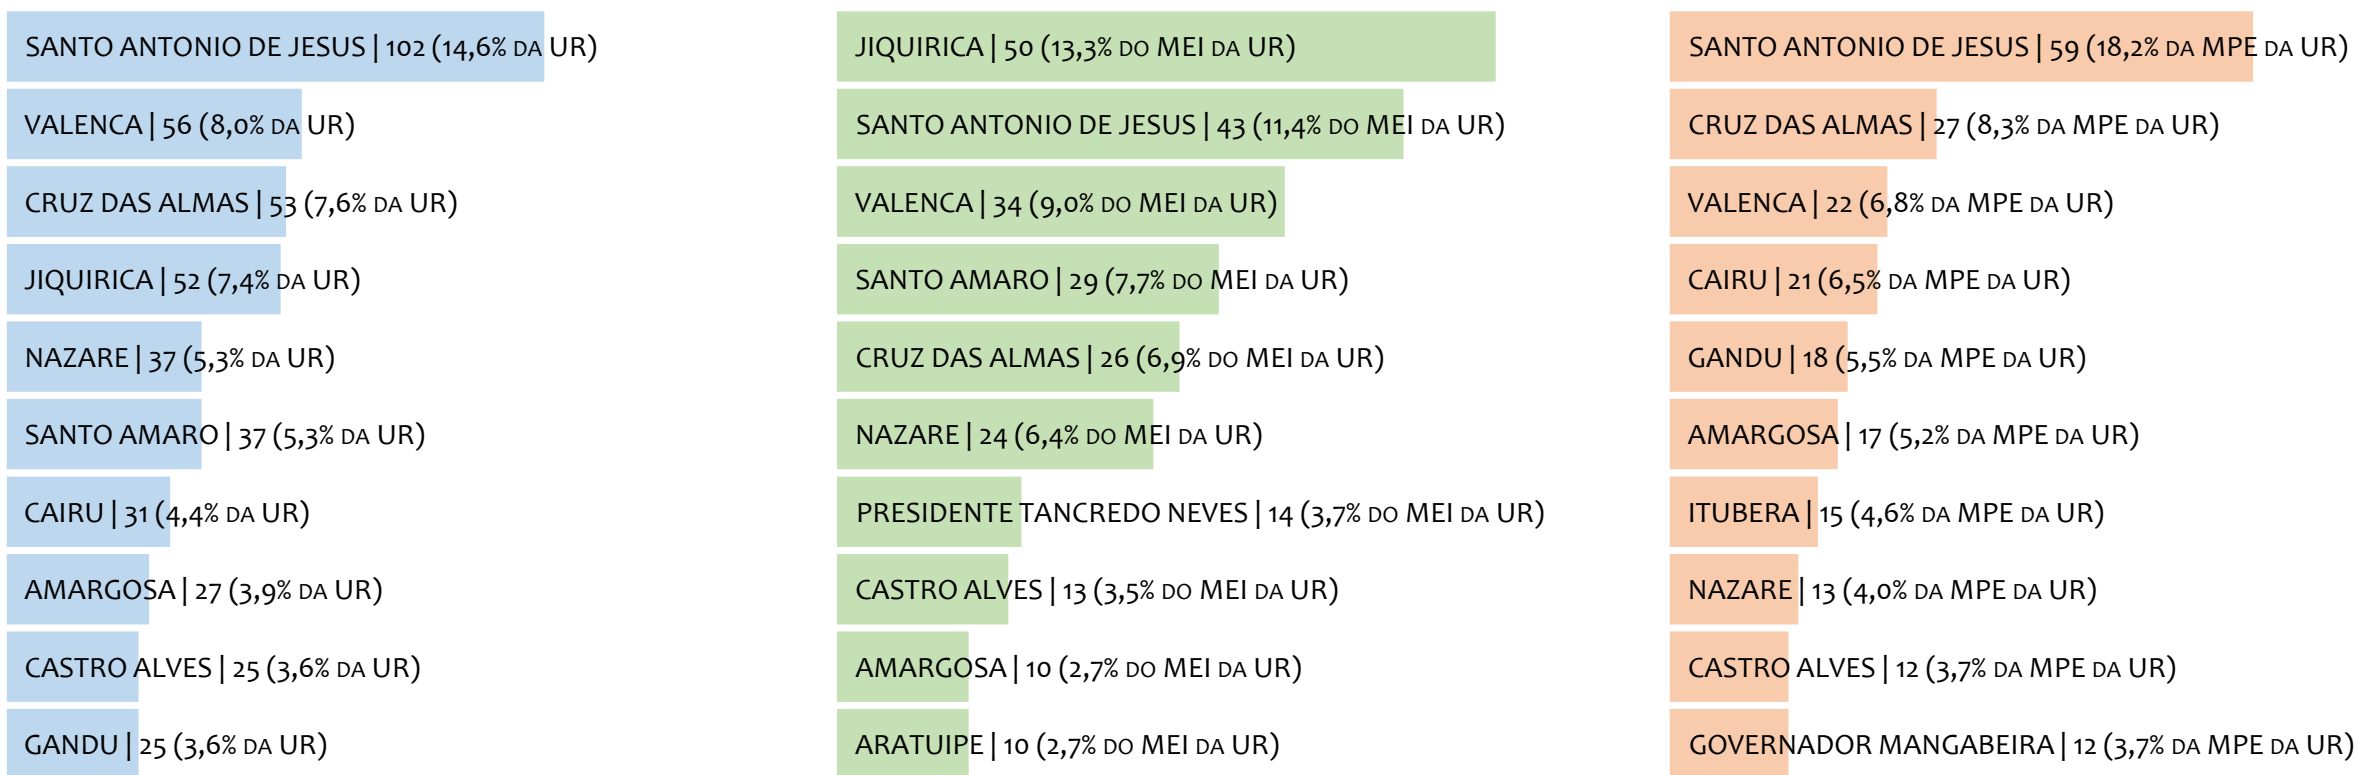 SANTO ANTONIO DE JESUS | 102 (14,6% DA UR)
VALENCA | 56 (8,0% DA UR)
CRUZ DAS ALMAS | 53 (7,6% DA UR)
JIQUIRICA | 52 (7,4% DA UR)
NAZARE | 37 (5,3% DA UR)
SANTO AMARO | 37 (5,3% DA UR)
CAIRU | 31 (4,4% DA UR)
AMARGOSA | 27 (3,9% DA UR)
CASTRO ALVES | 25 (3,6% DA UR)
GANDU | 25 (3,6% DA UR)
JIQUIRICA | 50 (13,3% DO MEI DA UR)
SANTO ANTONIO DE JESUS | 43 (11,4% DO MEI DA UR)
VALENCA | 34 (9,0% DO MEI DA UR)
SANTO AMARO | 29 (7,7% DO MEI DA UR)
CRUZ DAS ALMAS | 26 (6,9% DO MEI DA UR)
NAZARE | 24 (6,4% DO MEI DA UR)
PRESIDENTE TANCREDO NEVES | 14 (3,7% DO MEI DA UR)
CASTRO ALVES | 13 (3,5% DO MEI DA UR)
AMARGOSA | 10 (2,7% DO MEI DA UR)
ARATUIPE | 10 (2,7% DO MEI DA UR)
SANTO ANTONIO DE JESUS | 59 (18,2% DA MPE DA UR)
CRUZ DAS ALMAS | 27 (8,3% DA MPE DA UR)
VALENCA | 22 (6,8% DA MPE DA UR)
CAIRU | 21 (6,5% DA MPE DA UR)
GANDU | 18 (5,5% DA MPE DA UR)
AMARGOSA | 17 (5,2% DA MPE DA UR)
ITUBERA | 15 (4,6% DA MPE DA UR)
NAZARE | 13 (4,0% DA MPE DA UR)
CASTRO ALVES | 12 (3,7% DA MPE DA UR)
GOVERNADOR MANGABEIRA | 12 (3,7% DA MPE DA UR)